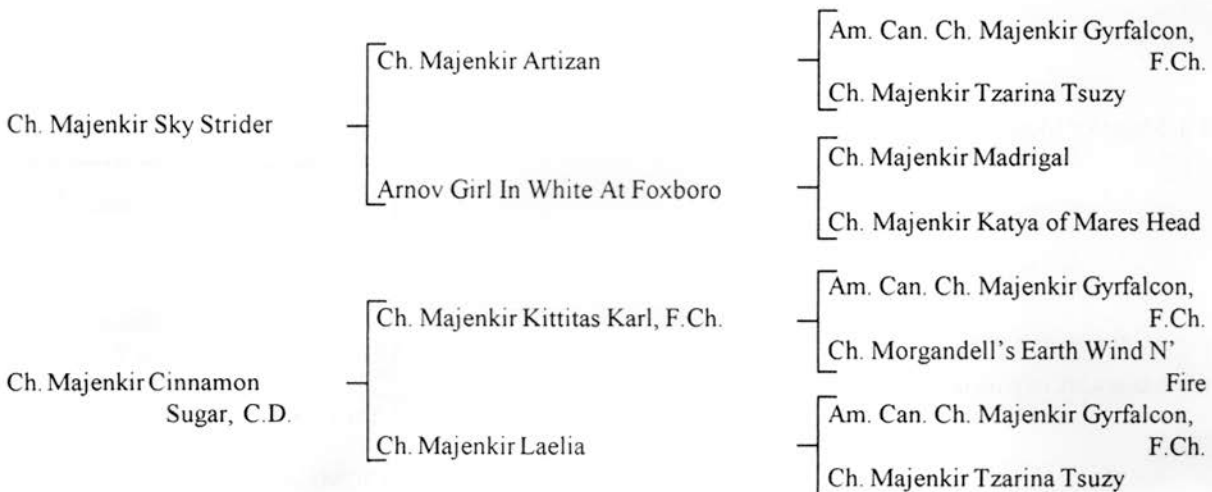 Am. Can. Ch. Majenkir Gyrfalcon,
F.Ch.
Ch. Majenkir Artizan
Ch. Majenkir Tzarina Tsuzy
Ch. Majenkir Sky Strider
Ch. Majenkir Madrigal
Arnov Girl In White At Foxboro
Ch. Majenkir Katya of Mares Head
Am. Can. Ch. Majenkir Gyrfalcon,
F.Ch.
Ch. Majenkir Kittitas Karl, F.Ch.
Ch. Morgandell's Earth Wind N'
Fire
Ch. Majenkir Cinnamon
Sugar, C.D.
Am. Can. Ch. Majenkir Gyrfalcon,
F.Ch.
Ch. Majenkir Laelia
Ch. Majenkir Tzarina Tsuzy